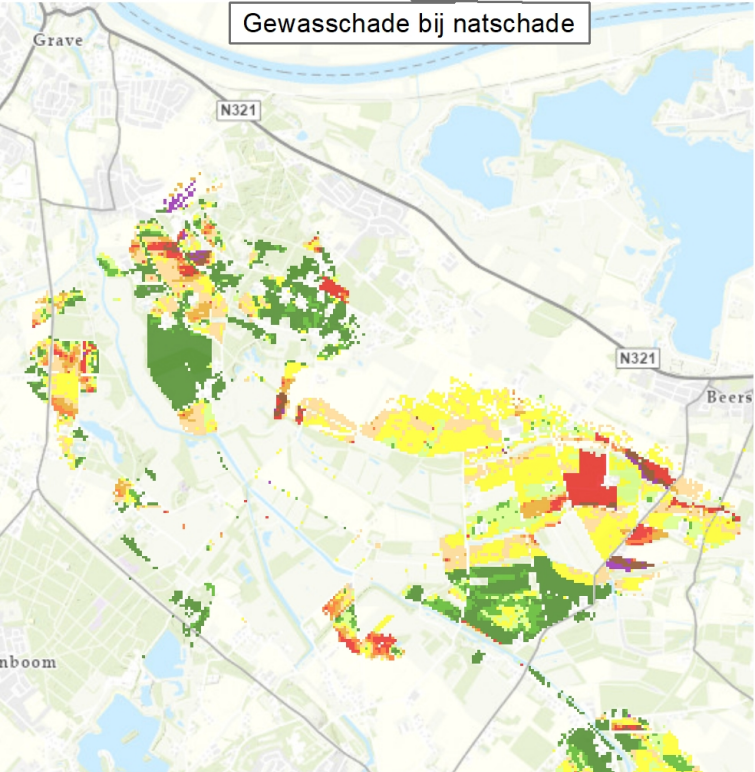 Gewasschade bij natschade
Grave
N321
N321
Beers
nboom